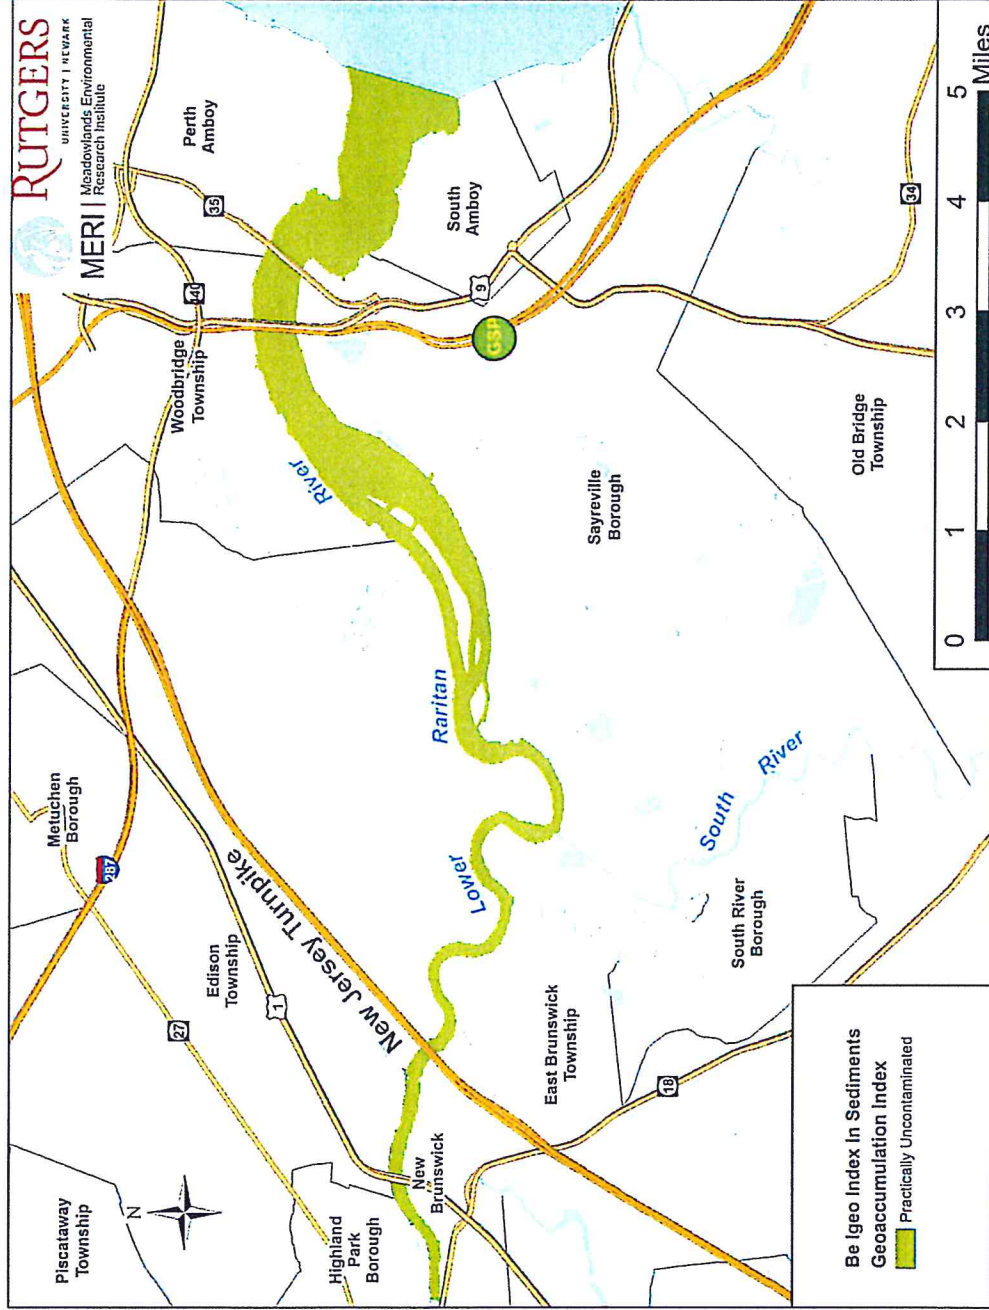 RUTGERS
UNIVERSITY | NEWARK
MERI | Meadowlands Environmental
Research Institute
Piscataway
Township
N
Highland
Park
Borough
27
Metuchen
Borough
287
Edison
Township
1
New Jersey Turnpike
New
Brunswick
Woodbridge
Township
440
Perth
Amboy
35
Lower
Raritan
River
South
Amboy
9
GSP
East Brunswick
Township
18
South River
Borough
South
River
Sayreville
Borough
Old Bridge
Township
34
Be Igeo Index In Sediments
Geoaccumulation Index
Practically Uncontaminated
0 1 2 3 4 5
Miles